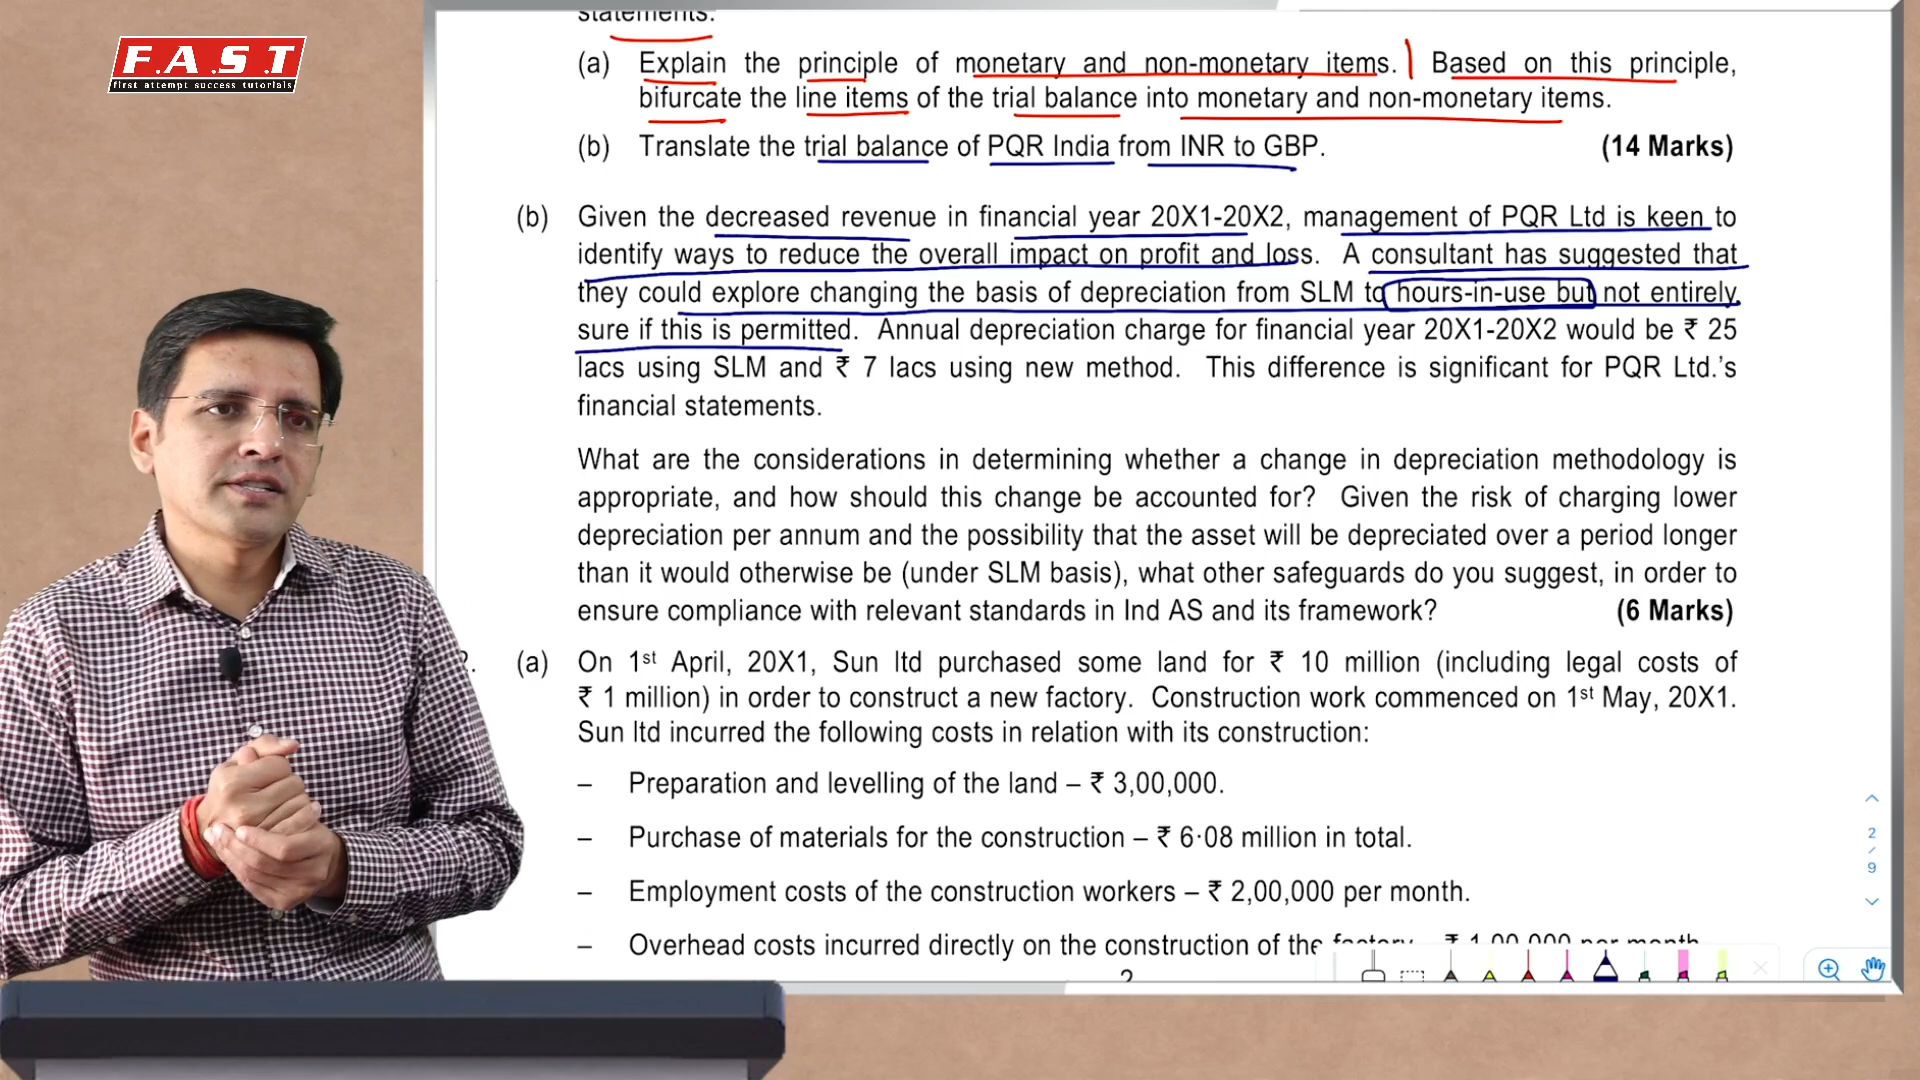 F.A.S.T
first attempt success tutorials
statements.
(a) Explain the principle of monetary and non-monetary items. Based on this principle,
bifurcate the line items of the trial balance into monetary and non-monetary items.
(b) Translate the trial balance of PQR India from INR to GBP. (14 Marks)
(b) Given the decreased revenue in financial year 20X1-20X2, management of PQR Ltd is keen to
identify ways to reduce the overall impact on profit and loss. A consultant has suggested that
they could explore changing the basis of depreciation from SLM to hours-in-use but not entirely
sure if this is permitted. Annual depreciation charge for financial year 20X1-20X2 would be ₹ 25
lacs using SLM and ₹ 7 lacs using new method. This difference is significant for PQR Ltd.'s
financial statements.
What are the considerations in determining whether a change in depreciation methodology is
appropriate, and how should this change be accounted for? Given the risk of charging lower
depreciation per annum and the possibility that the asset will be depreciated over a period longer
than it would otherwise be (under SLM basis), what other safeguards do you suggest, in order to
ensure compliance with relevant standards in Ind AS and its framework? (6 Marks)
(a) On 1st April, 20X1, Sun ltd purchased some land for ₹ 10 million (including legal costs of
₹ 1 million) in order to construct a new factory. Construction work commenced on 1st May, 20X1.
Sun ltd incurred the following costs in relation with its construction:
– Preparation and levelling of the land – ₹ 3,00,000.
– Purchase of materials for the construction – ₹ 6·08 million in total.
– Employment costs of the construction workers – ₹ 2,00,000 per month.
– Overhead costs incurred directly on the construction of the factory – ₹ 1,00,000 per month
2
2
/
9